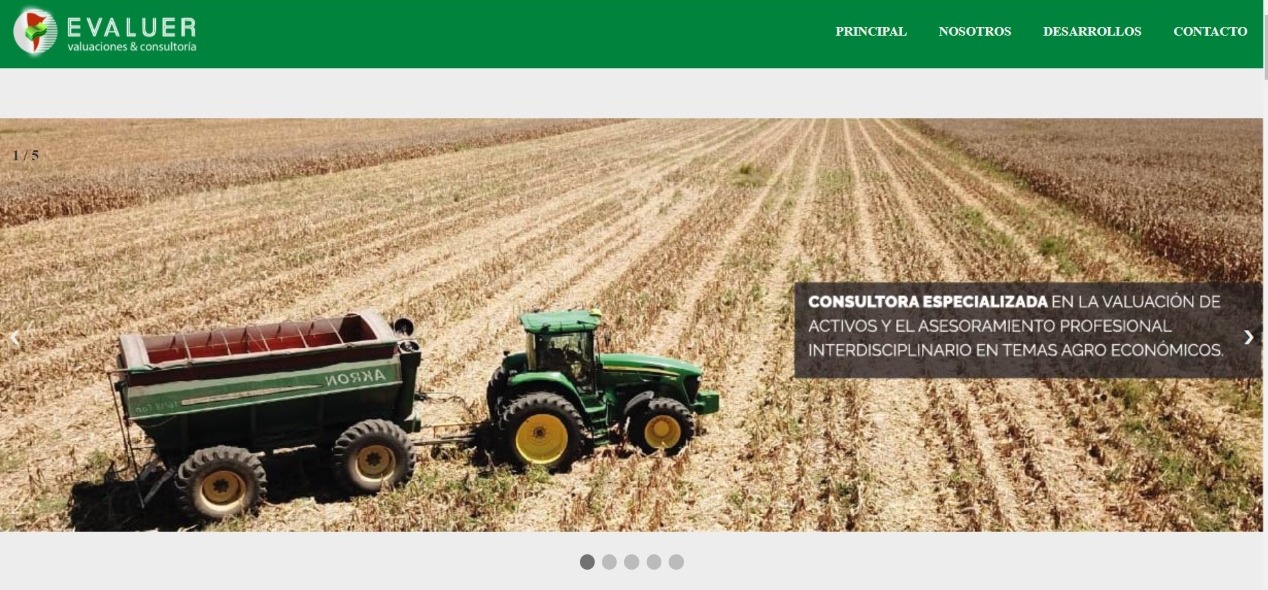 EVALUER
valuaciones & consultoría
PRINCIPAL NOSOTROS DESARROLLOS CONTACTO
1 / 5
CONSULTORA ESPECIALIZADA EN LA VALUACIÓN DE
ACTIVOS Y EL ASESORAMIENTO PROFESIONAL
INTERDISCIPLINARIO EN TEMAS AGRO ECONÓMICOS.
AKRON